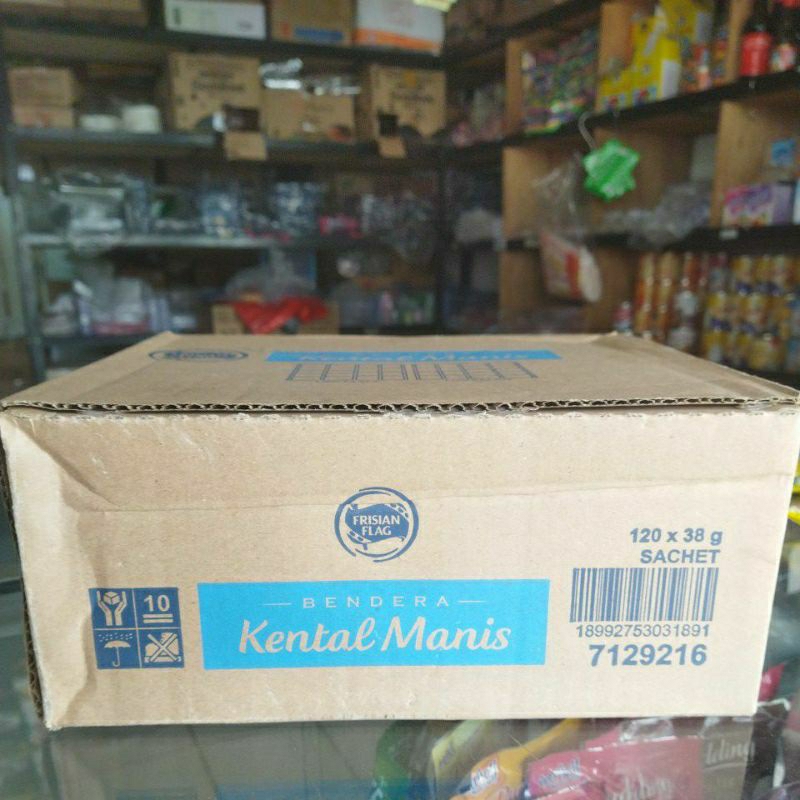 Kental Manis
FRISIAN
FLAG
120 x 38 g
SACHET
10
BENDERA
Kental Manis
18992753031891
7129216